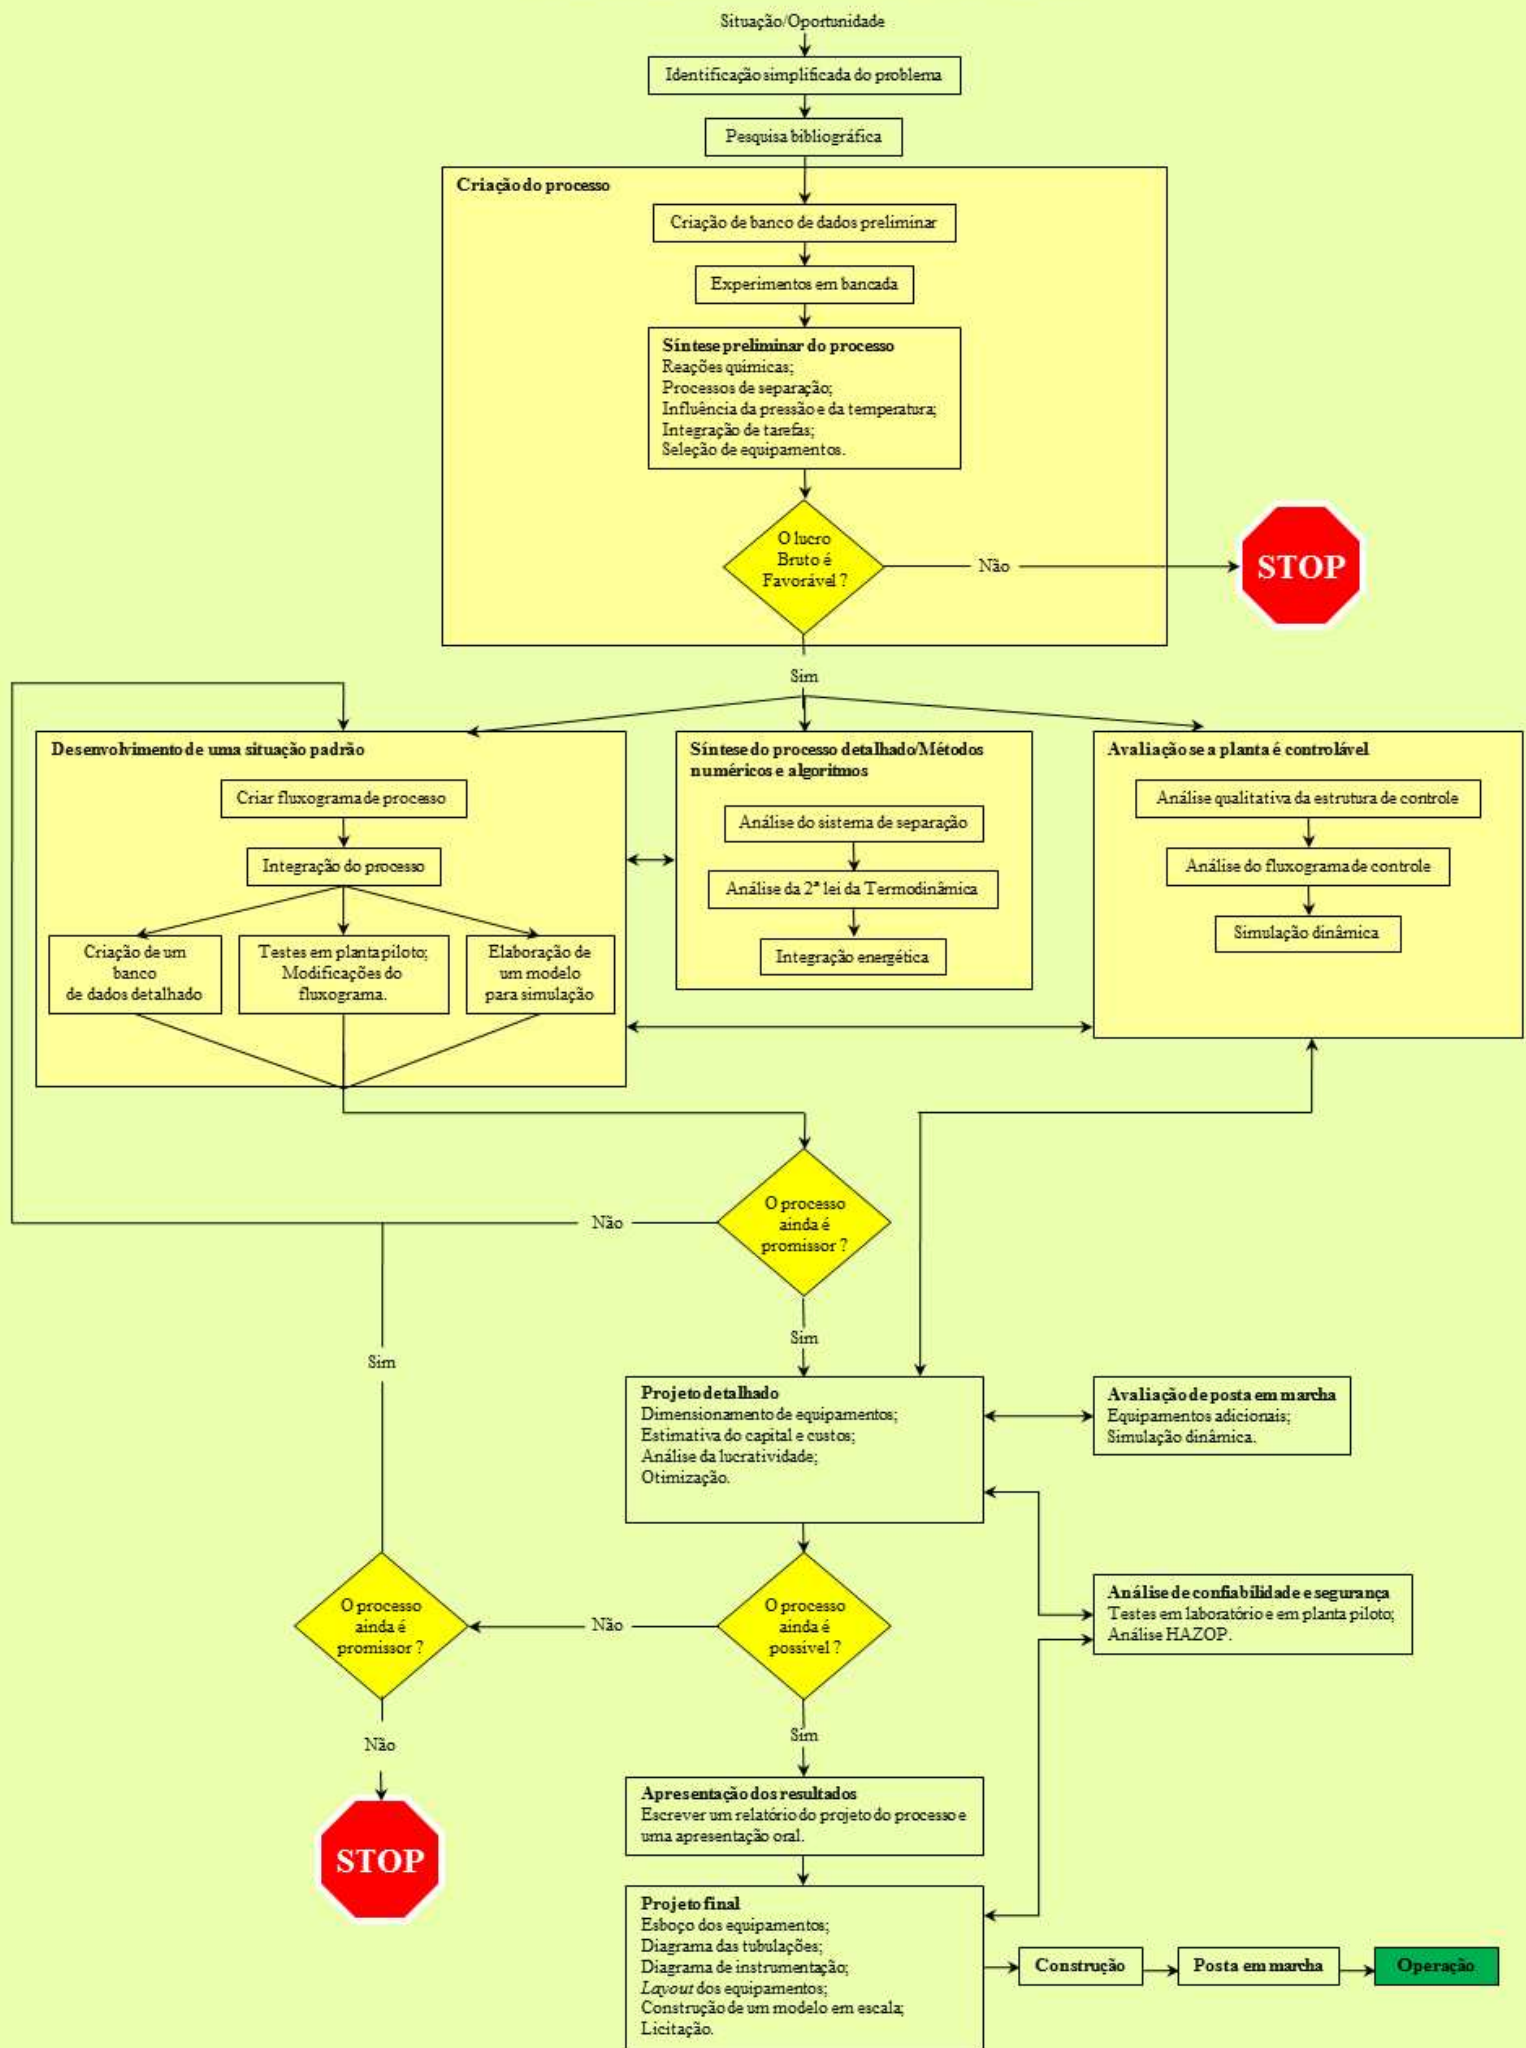 Situação/Oportunidade
Identificação simplificada do problema
Pesquisa bibliográfica
Criação do processo
Criação de banco de dados preliminar
Experimentos em bancada
Síntese preliminar do processo
Reações químicas;
Processos de separação;
Influência da pressão e da temperatura;
Integração de tarefas;
Seleção de equipamentos.
O lucro
Bruto é
Favorável ?
Não
STOP
Sim
Desenvolvimento de uma situação padrão
Criar fluxograma de processo
Integração do processo
Criação de um
banco
de dados detalhado
Testes em planta piloto;
Modificações do
fluxograma.
Elaboração de
um modelo
para simulação
Síntese do processo detalhado/Métodos
numéricos e algoritmos
Análise do sistema de separação
Análise da 2ª lei da Termodinâmica
Integração energética
Avaliação se a planta é controlável
Análise qualitativa da estrutura de controle
Análise do fluxograma de controle
Simulação dinâmica
O processo
ainda é
promissor ?
Não
Sim
Sim
Projeto detalhado
Dimensionamento de equipamentos;
Estimativa do capital e custos;
Análise da lucratividade;
Otimização.
Avaliação de posta em marcha
Equipamentos adicionais;
Simulação dinâmica.
O processo
ainda é
promissor ?
Não
O processo
ainda é
possível ?
Análise de confiabilidade e segurança
Testes em laboratório e em planta piloto;
Análise HAZOP.
Não
Sim
STOP
Apresentação dos resultados
Escrever um relatório do projeto do processo e
uma apresentação oral.
Projeto final
Esboço dos equipamentos;
Diagrama das tubulações;
Diagrama de instrumentação;
Layout dos equipamentos;
Construção de um modelo em escala;
Licitação.
Construção
Posta em marcha
Operação